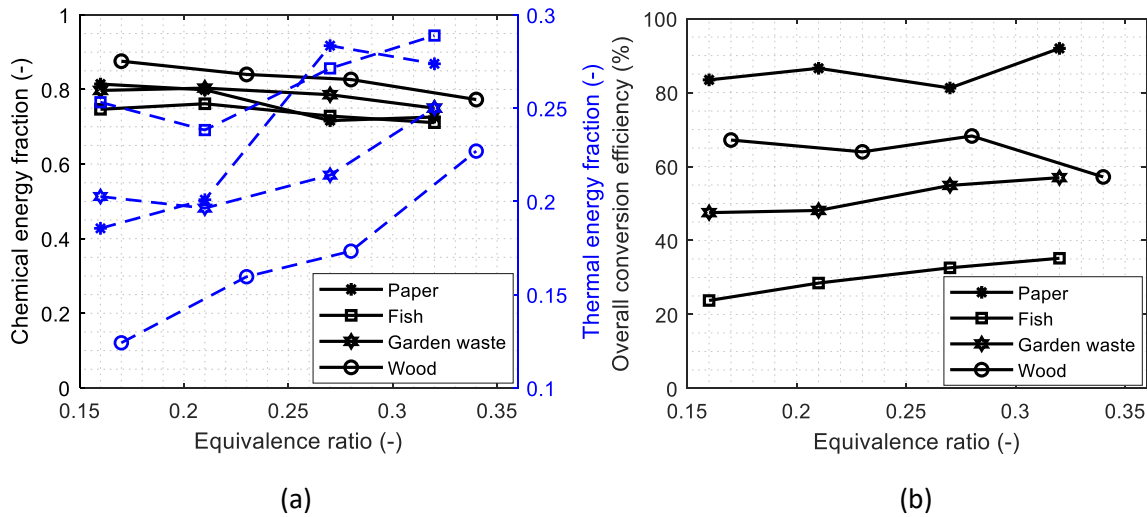 Chemical energy fraction (-)
1
0.8
0.6
0.4
0.2
0
0.15
0.2
0.25
0.3
0.35
Equivalence ratio (-)
0.3
0.25
0.2
0.15
0.1
Thermal energy fraction (-)
Paper
Fish
Garden waste
Wood
(a)
Overall conversion efficiency (%)
100
80
60
40
20
0
0.15
0.2
0.25
0.3
0.35
Equivalence ratio (-)
Paper
Fish
Garden waste
Wood
(b)